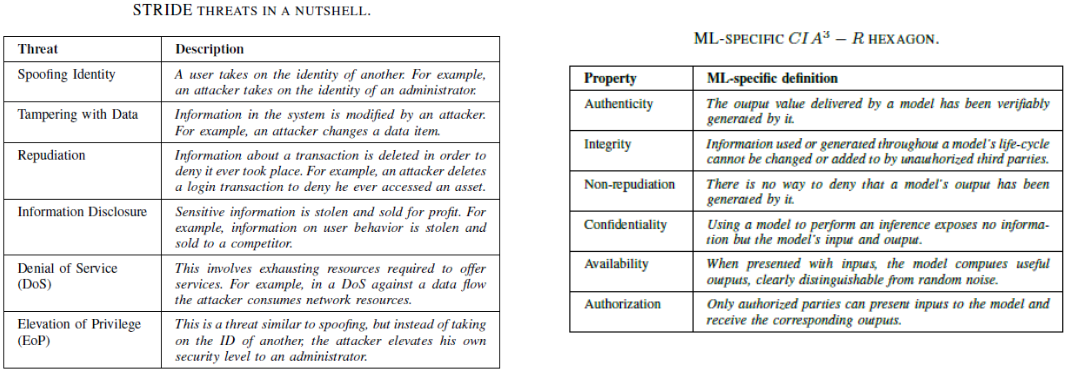 STRIDE THREATS IN A NUTSHELL.
Threat Description
Spoofing Identity A user takes on the identity of another. For example,
an attacker takes on the identity of an administrator.
Tampering with Data Information in the system is modified by an attacker.
For example, an attacker changes a data item.
Repudiation Information about a transaction is deleted in order to
deny it ever took place. For example, an attacker deletes
a login transaction to deny he ever accessed an asset.
Information Disclosure Sensitive information is stolen and sold for profit. For
example, information on user behavior is stolen and
sold to a competitor.
Denial of Service This involves exhausting resources required to offer
(DoS) services. For example, in a DoS against a data flow
the attacker consumes network resources.
Elevation of Privilege This is a threat similar to spoofing, but instead of taking
(EoP) on the ID of another, the attacker elevates his own
security level to an administrator.
ML-SPECIFIC CIA³ − R HEXAGON.
Property ML-specific definition
Authenticity The output value delivered by a model has been verifiably
generated by it.
Integrity Information used or generated throughout a model's life-cycle
cannot be changed or added to by unauthorized third parties.
Non-repudiation There is no way to deny that a model's output has been
generated by it.
Confidentiality Using a model to perform an inference exposes no informa-
tion but the model's input and output.
Availability When presented with inputs, the model computes useful
outputs, clearly distinguishable from random noise.
Authorization Only authorized parties can present inputs to the model and
receive the corresponding outputs.